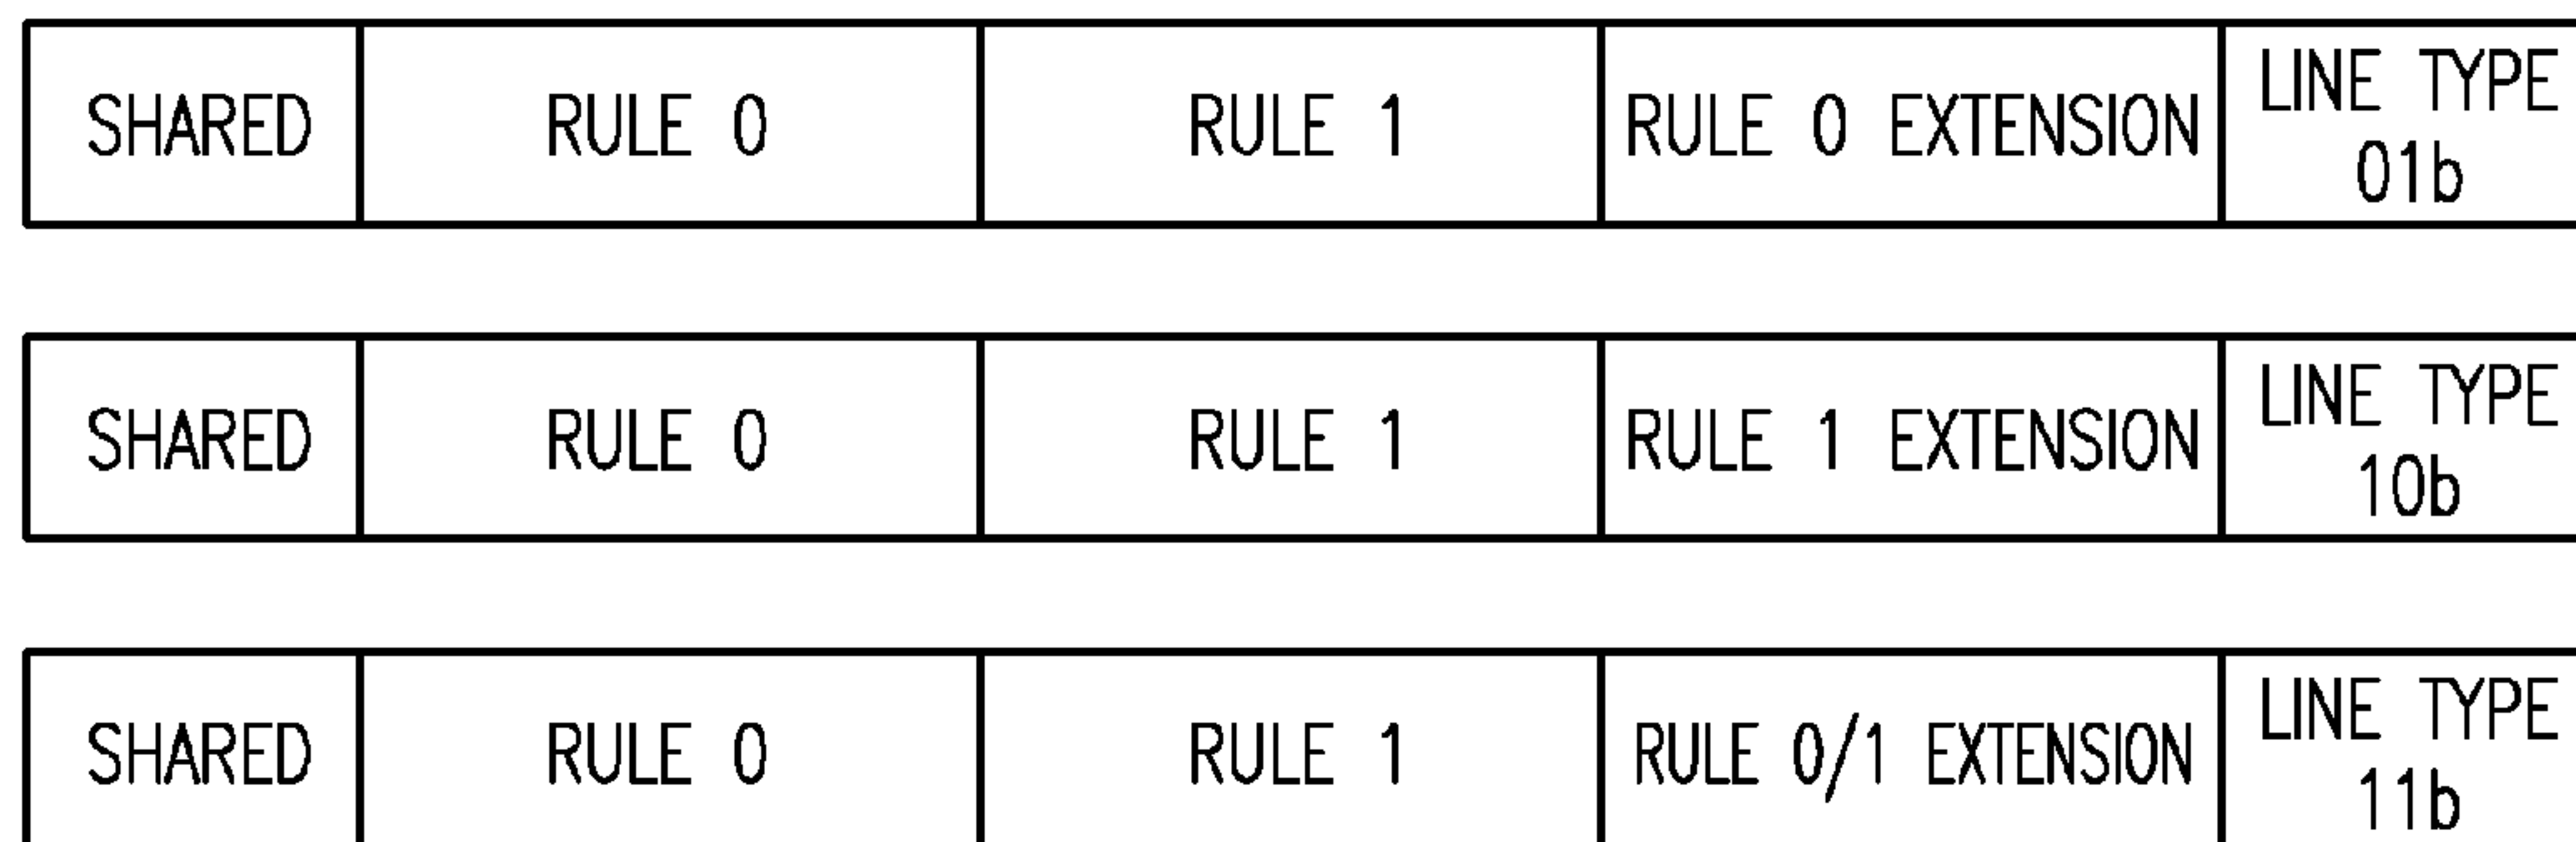 SHARED RULE 0 RULE 1 RULE 0 EXTENSION LINE TYPE 01b
SHARED RULE 0 RULE 1 RULE 1 EXTENSION LINE TYPE 10b
SHARED RULE 0 RULE 1 RULE 0/1 EXTENSION LINE TYPE 11b